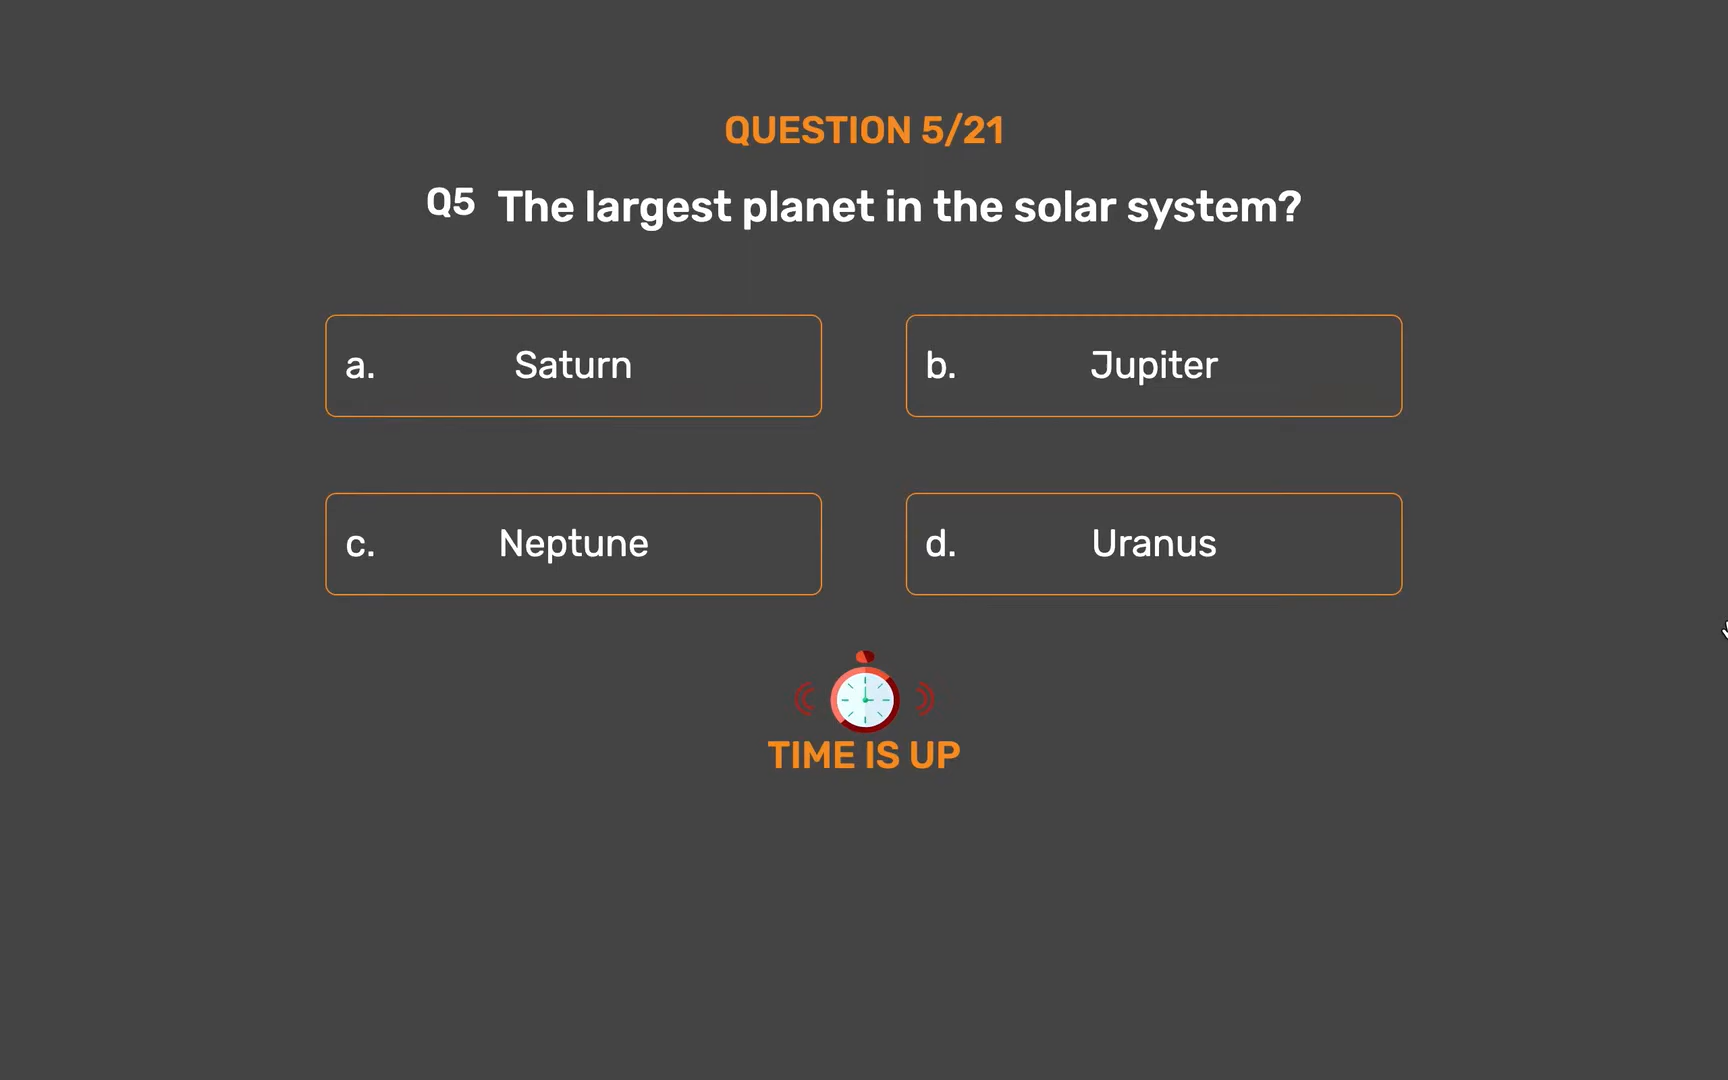 QUESTION 5/21
Q5 The largest planet in the solar system?
a. Saturn
b. Jupiter
c. Neptune
d. Uranus
TIME IS UP